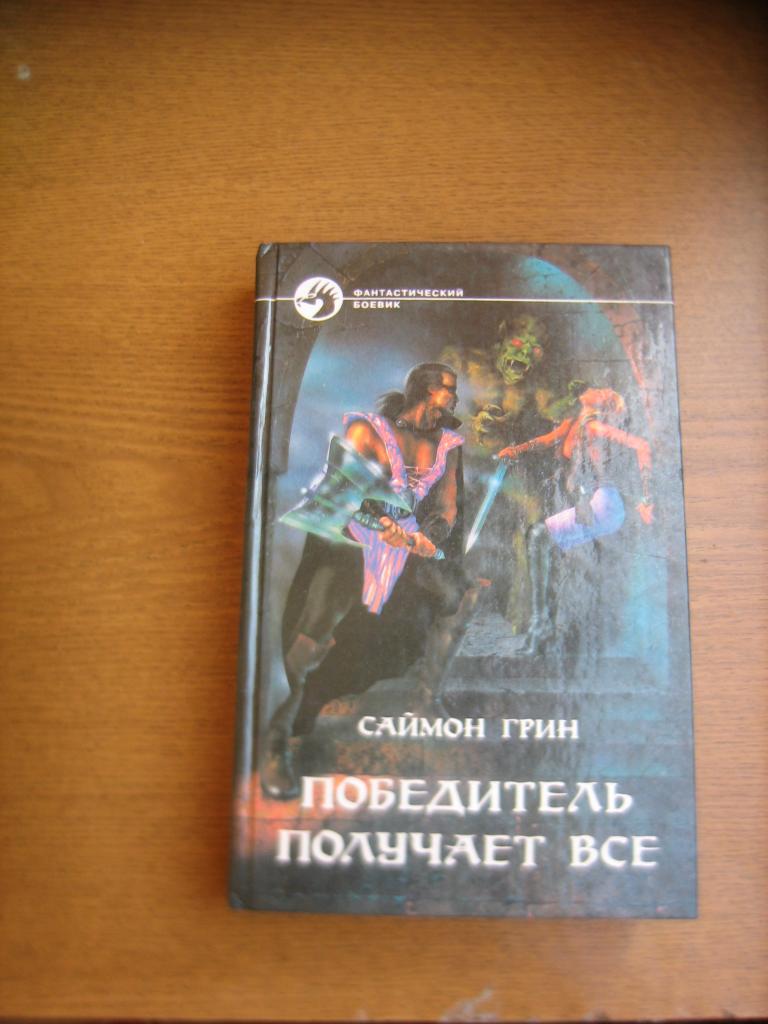 ФАНТАСТИЧЕСКИЙ
БОЕВИК
САЙМОН ГРИН
ПОБЕДИТЕЛЬ
ПОЛУЧАЕТ ВСЕ